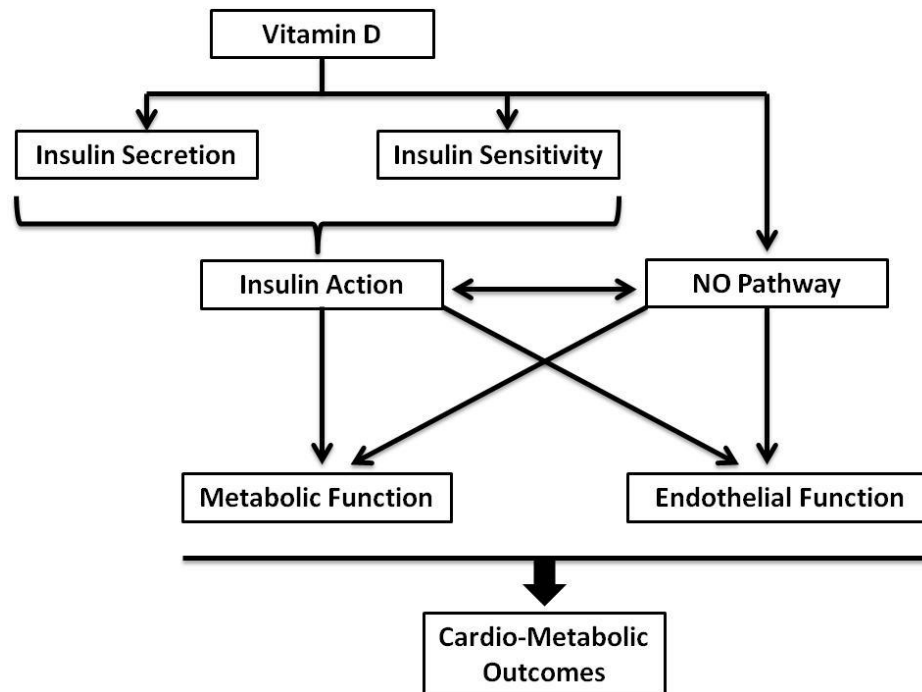 Vitamin D
Insulin Secretion
Insulin Sensitivity
Insulin Action
NO Pathway
Metabolic Function
Endothelial Function
Cardio-Metabolic
Outcomes